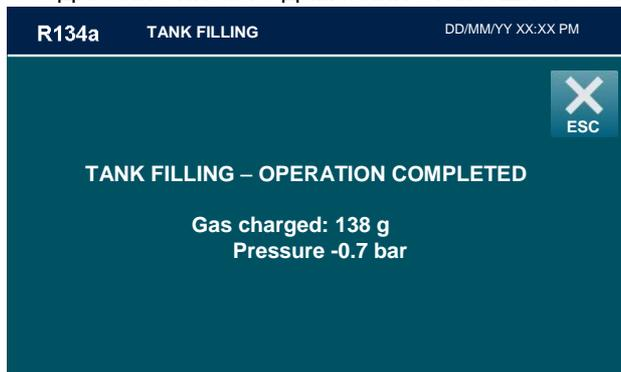 R134a TANK FILLING DD/MM/YY XX:XX PM
ESC
TANK FILLING – OPERATION COMPLETED
Gas charged: 138 g
Pressure -0.7 bar